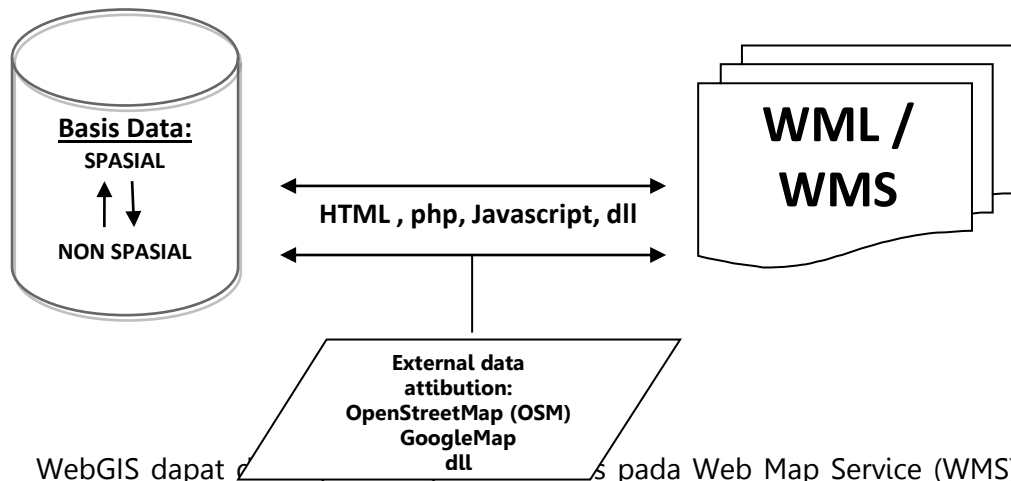 Basis Data:
SPASIAL
NON SPASIAL
HTML , php, Javascript, dll
WML /
WMS
External data
attibution:
OpenStreetMap (OSM)
GoogleMap
dll
WebGIS dapat pada Web Map Service (WMS)